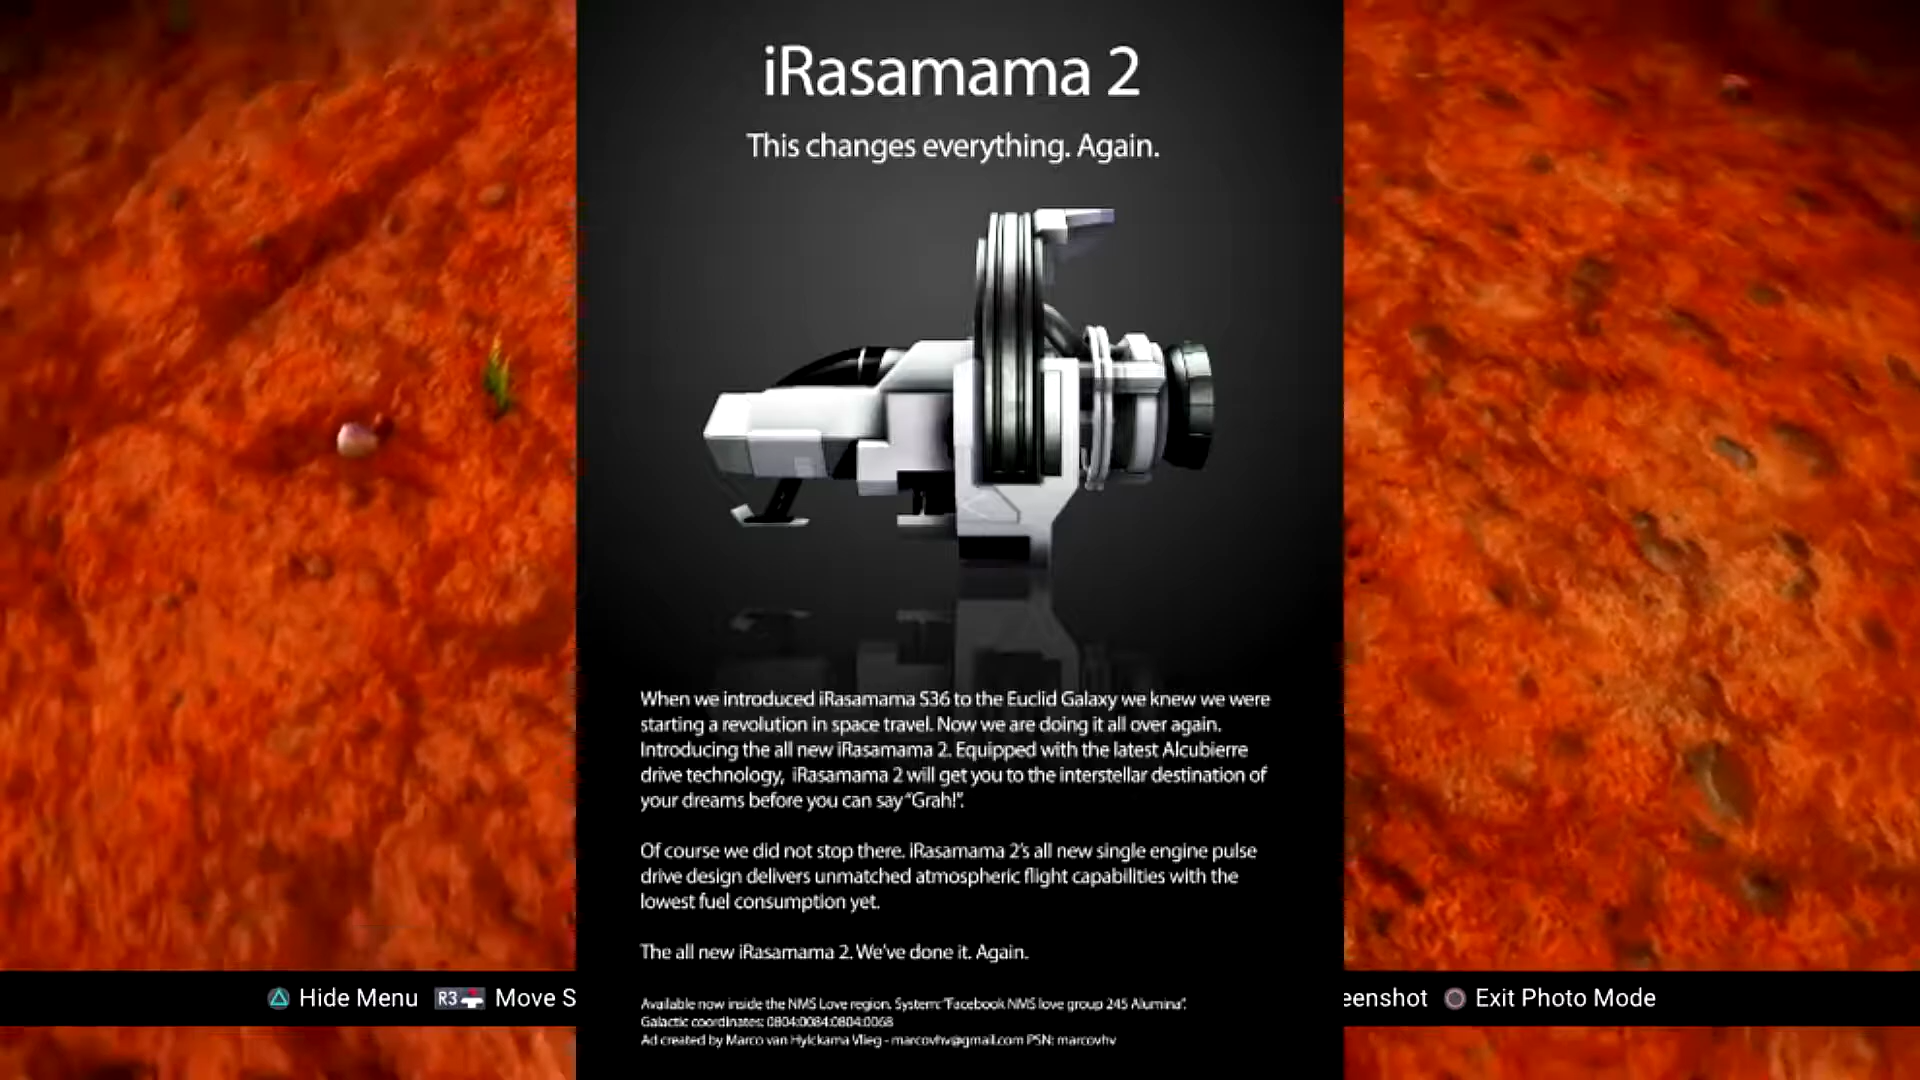 iRasamama 2
This changes everything. Again.
When we introduced iRasamama S36 to the Euclid Galaxy we knew we were
starting a revolution in space travel. Now we are doing it all over again.
Introducing the all new iRasamama 2. Equipped with the latest Alcubierre
drive technology, iRasamama 2 will get you to the interstellar destination of
your dreams before you can say "Grah!".
Of course we did not stop there. iRasamama 2's all new single engine pulse
drive design delivers unmatched atmospheric flight capabilities with the
lowest fuel consumption yet.
The all new iRasamama 2. We've done it. Again.
Hide Menu R3 Move S eenshot Exit Photo Mode
Available now inside the NMS Love region. System: "Facebook NMS love group 245 Alumina".
Galactic coordinates: 0804:0084:0804:0068
Ad created by Marco van Hylckama Vlieg - marcovhv@gmail.com PSN: marcovhv